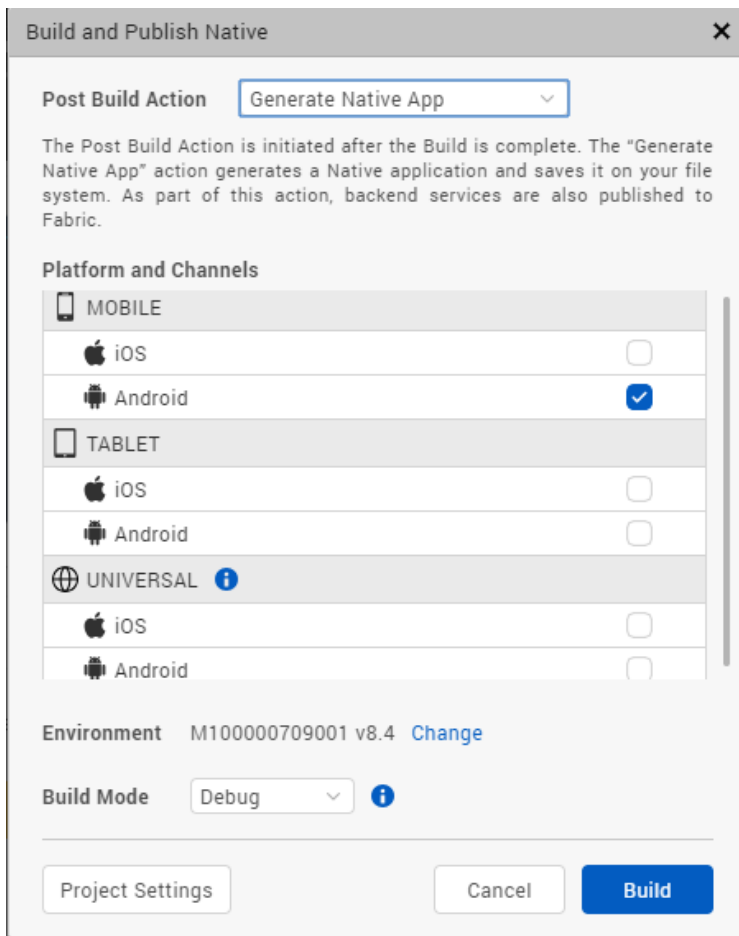 Build and Publish Native
Post Build Action Generate Native App
The Post Build Action is initiated after the Build is complete. The “Generate
Native App” action generates a Native application and saves it on your file
system. As part of this action, backend services are also published to
Fabric.
Platform and Channels
MOBILE
iOS
Android
TABLET
iOS
Android
UNIVERSAL
iOS
Android
Environment M100000709001 v8.4 Change
Build Mode Debug
Project Settings Cancel Build